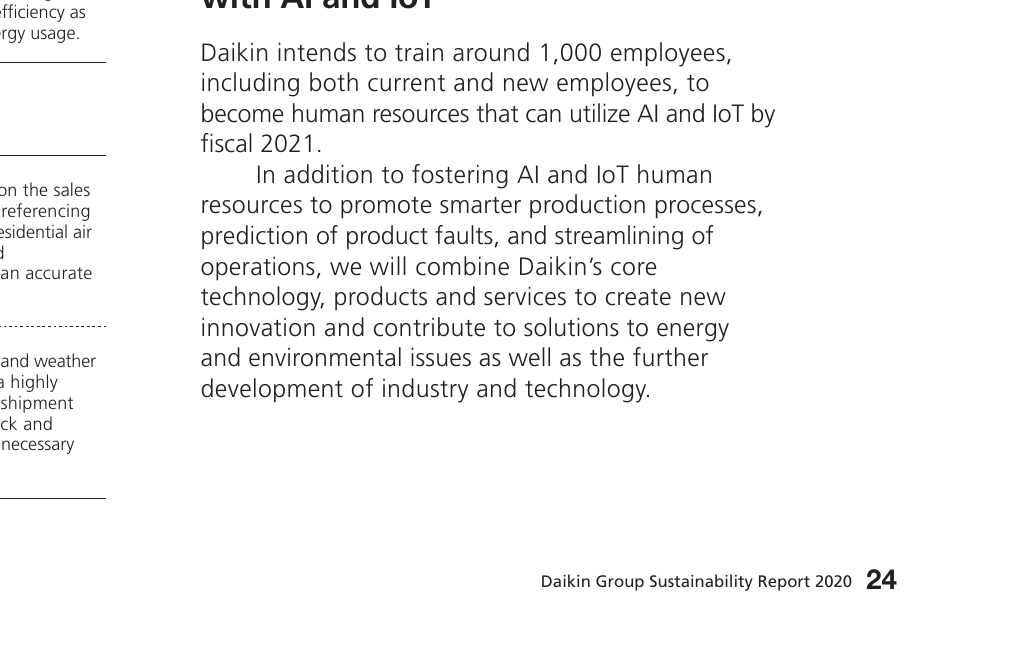 efficiency as
rgy usage.
on the sales
referencing
esidential air
d
an accurate
and weather
a highly
shipment
ck and
necessary
with AI and IoT
Daikin intends to train around 1,000 employees,
including both current and new employees, to
become human resources that can utilize AI and IoT by
fiscal 2021.
In addition to fostering AI and IoT human
resources to promote smarter production processes,
prediction of product faults, and streamlining of
operations, we will combine Daikin’s core
technology, products and services to create new
innovation and contribute to solutions to energy
and environmental issues as well as the further
development of industry and technology.
Daikin Group Sustainability Report 2020 24